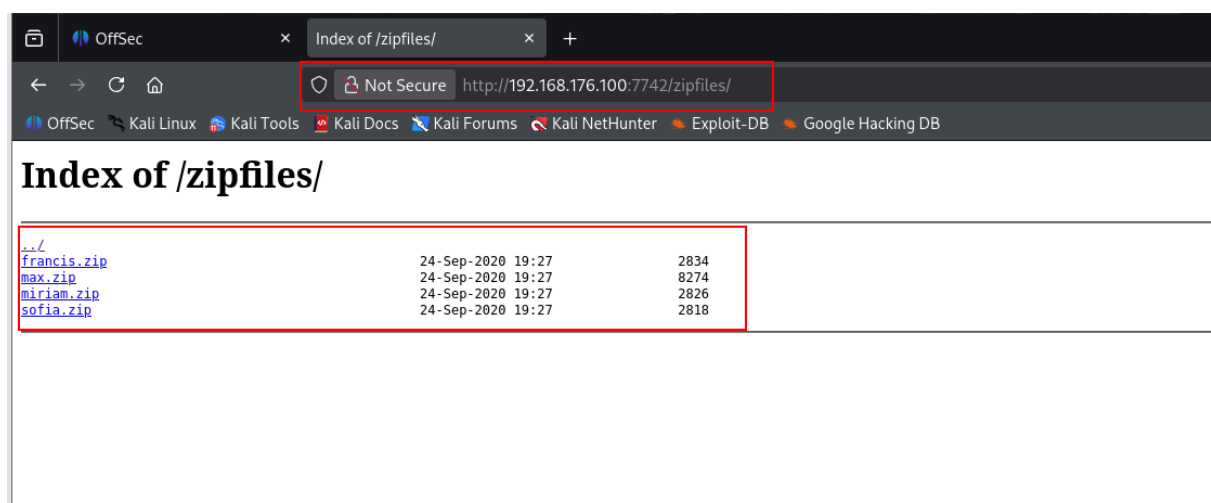 OffSec × Index of /zipfiles/ × +
Not Secure http://192.168.176.100:7742/zipfiles/
OffSec Kali Linux Kali Tools Kali Docs Kali Forums Kali NetHunter Exploit-DB Google Hacking DB
Index of /zipfiles/
../
francis.zip 24-Sep-2020 19:27 2834
max.zip 24-Sep-2020 19:27 8274
miriam.zip 24-Sep-2020 19:27 2826
sofia.zip 24-Sep-2020 19:27 2818